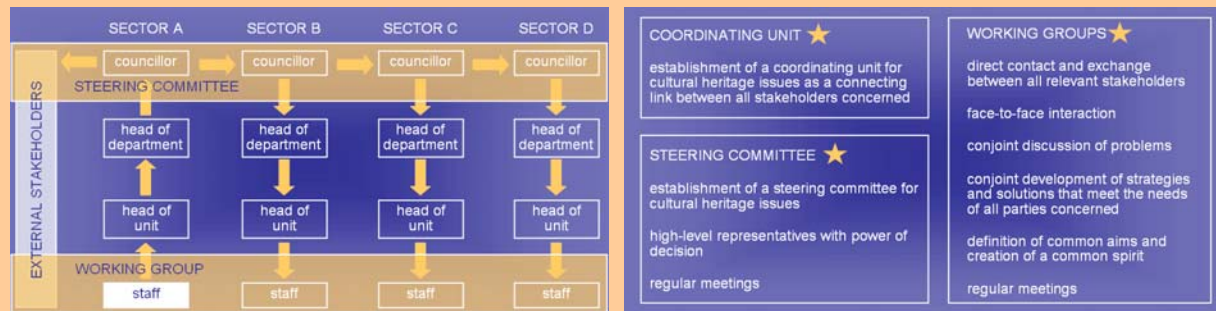 SECTOR A SECTOR B SECTOR C SECTOR D
councillor councillor councillor councillor
STEERING COMMITTEE
EXTERNAL STAKEHOLDERS
head of head of head of head of
department department department department
head of head of head of head of
unit unit unit unit
WORKING GROUP
staff staff staff staff
COORDINATING UNIT
establishment of a coordinating unit for
cultural heritage issues as a connecting
link between all stakeholders concerned
STEERING COMMITTEE
establishment of a steering committee for
cultural heritage issues
high-level representatives with power of
decision
regular meetings
WORKING GROUPS
direct contact and exchange
between all relevant stakeholders
face-to-face interaction
conjoint discussion of problems
conjoint development of strategies
and solutions that meet the needs
of all parties concerned
definition of common aims and
creation of a common spirit
regular meetings